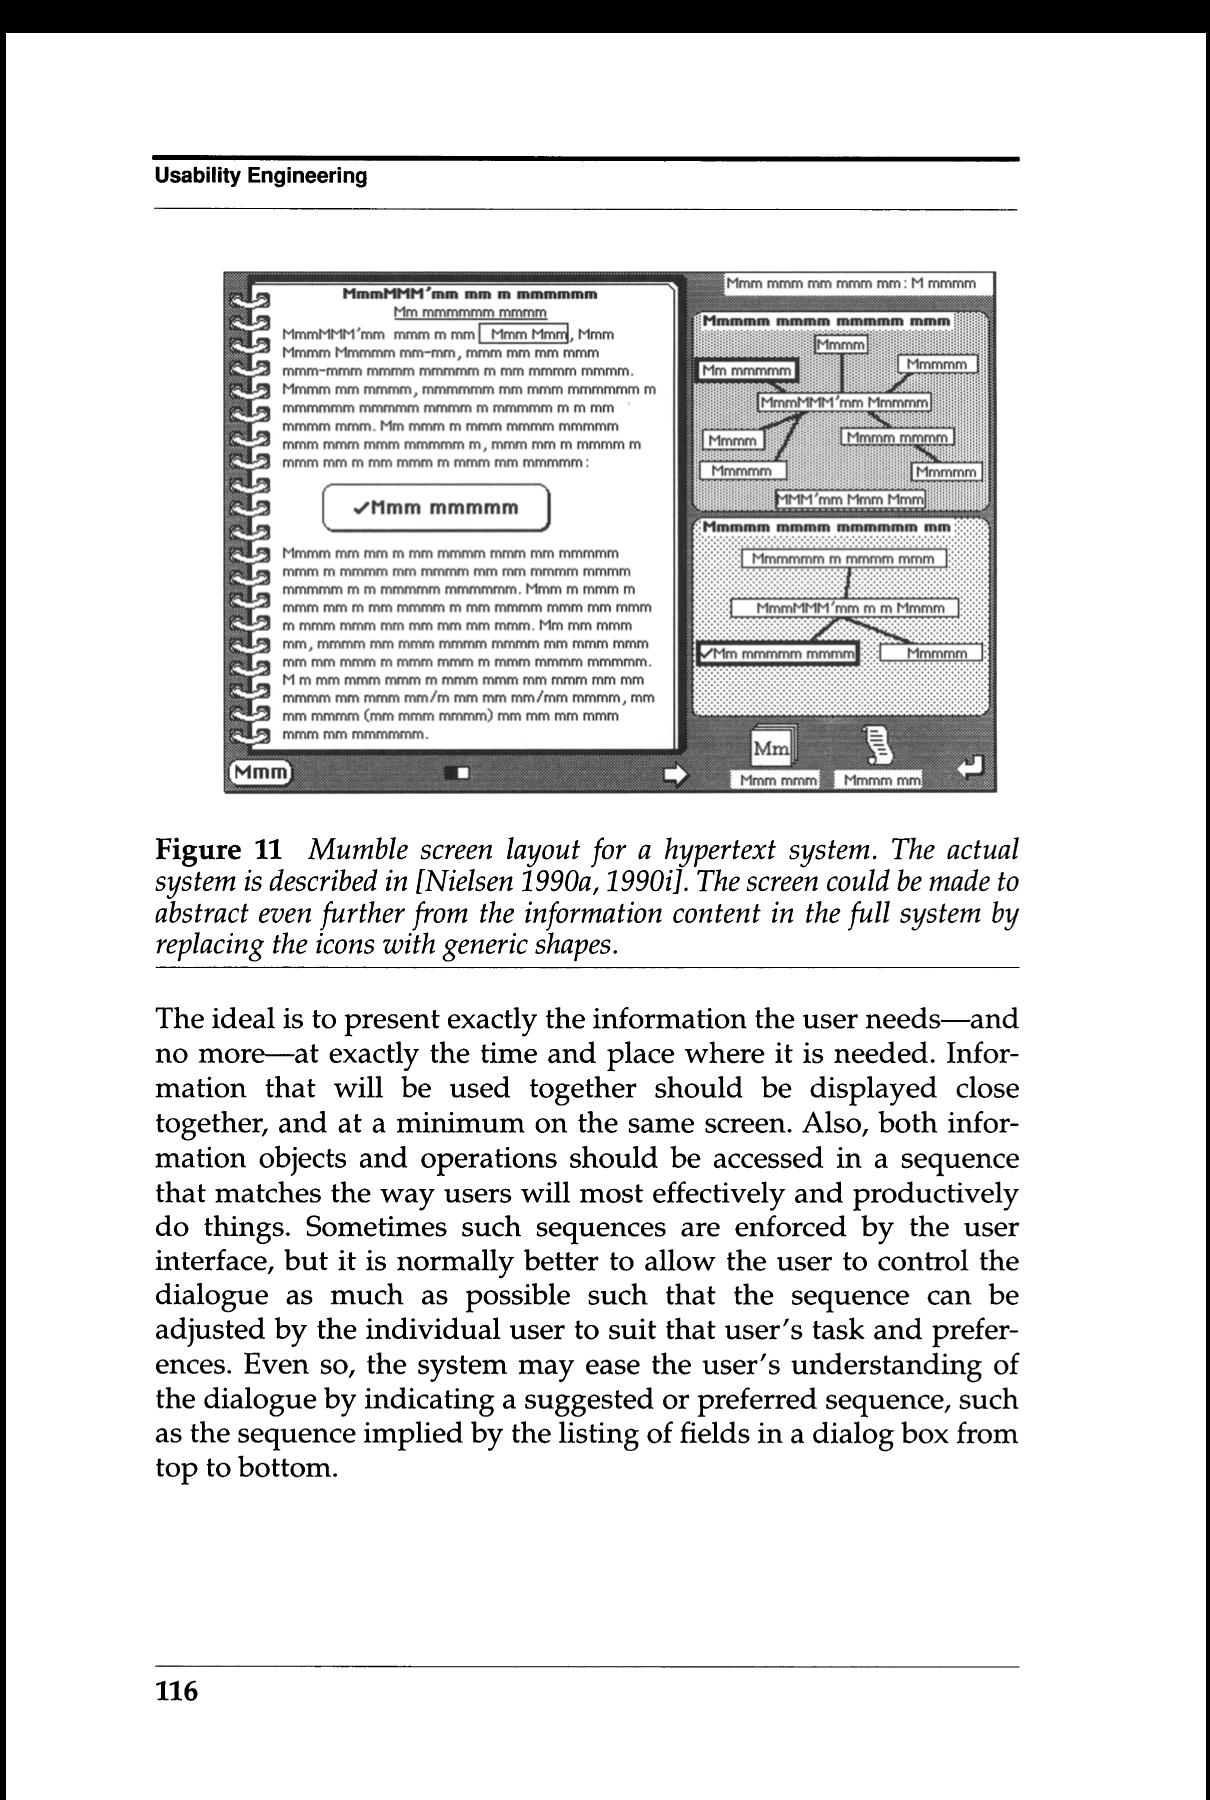 Usability Engineering
MmmMMM'mm mm m mmmmmm
Mm mmmmmm mmmm
MmmMMM'mm mmm m mm Mmm Mmm, Mmm
Mmmm Mmmmm mm-mm, mmm mm mm mmm
mmm-mmm mmmm mmmmm m mm mmmm mmmm.
Mmmm mm mmmm, mmmmmm mm mmm mmmmmm m
mmmmmm mmmmm mmmm m mmmmm m m mm
mmmm mmm. Mm mmm m mmm mmmm mmmmm
mmm mmm mmm mmmmm m, mmm mm m mmmm m
mmm mm m mm mmm m mmm mm mmmmm:
✓Mmm mmmmm
Mmmm mm mm m mm mmmm mmm mm mmmmm
mmm m mmmm mm mmmm mm mm mmmm mmmm
mmmmm m m mmmmm mmmmmm. Mmm m mmm m
mmm mm m mm mmmm m mm mmmm mmm mm mmm
m mmm mmm mm mm mm mm mmm. Mm mm mmm
mm, mmmm mm mmm mmmm mmmm mm mmm mmm
mm mm mmm m mmm mmm m mmm mmmm mmmmm.
M m mm mmm mmm m mmm mmm mm mmm mm mm
mmmm mm mmm mm/m mm mm mm/mm mmmm, mm
mm mmmm (mm mmm mmmm) mm mm mm mmm
mmm mm mmmmmm.
Mmm
Mmm mmm mm mmm mm: M mmmm
Mmmmm mmmm mmmmm mmm
Mmmm
Mm mmmmm
Mmmmm
MmmMMM'mm Mmmmm
Mmmm
Mmmm mmmm
Mmmmm
Mmmmm
MMM'mm Mmm Mmm
Mmmmm mmmm mmmmmm mm
Mmmmmm m mmmm mmm
MmmMMM'mm m m Mmmm
✓Mm mmmmm mmmm
Mmmmm
Mm
Mmm mmm
Mmmm mm
Figure 11 Mumble screen layout for a hypertext system. The actual
system is described in [Nielsen 1990a, 1990i]. The screen could be made to
abstract even further from the information content in the full system by
replacing the icons with generic shapes.
The ideal is to present exactly the information the user needs—and
no more—at exactly the time and place where it is needed. Infor-
mation that will be used together should be displayed close
together, and at a minimum on the same screen. Also, both infor-
mation objects and operations should be accessed in a sequence
that matches the way users will most effectively and productively
do things. Sometimes such sequences are enforced by the user
interface, but it is normally better to allow the user to control the
dialogue as much as possible such that the sequence can be
adjusted by the individual user to suit that user's task and prefer-
ences. Even so, the system may ease the user's understanding of
the dialogue by indicating a suggested or preferred sequence, such
as the sequence implied by the listing of fields in a dialog box from
top to bottom.
116